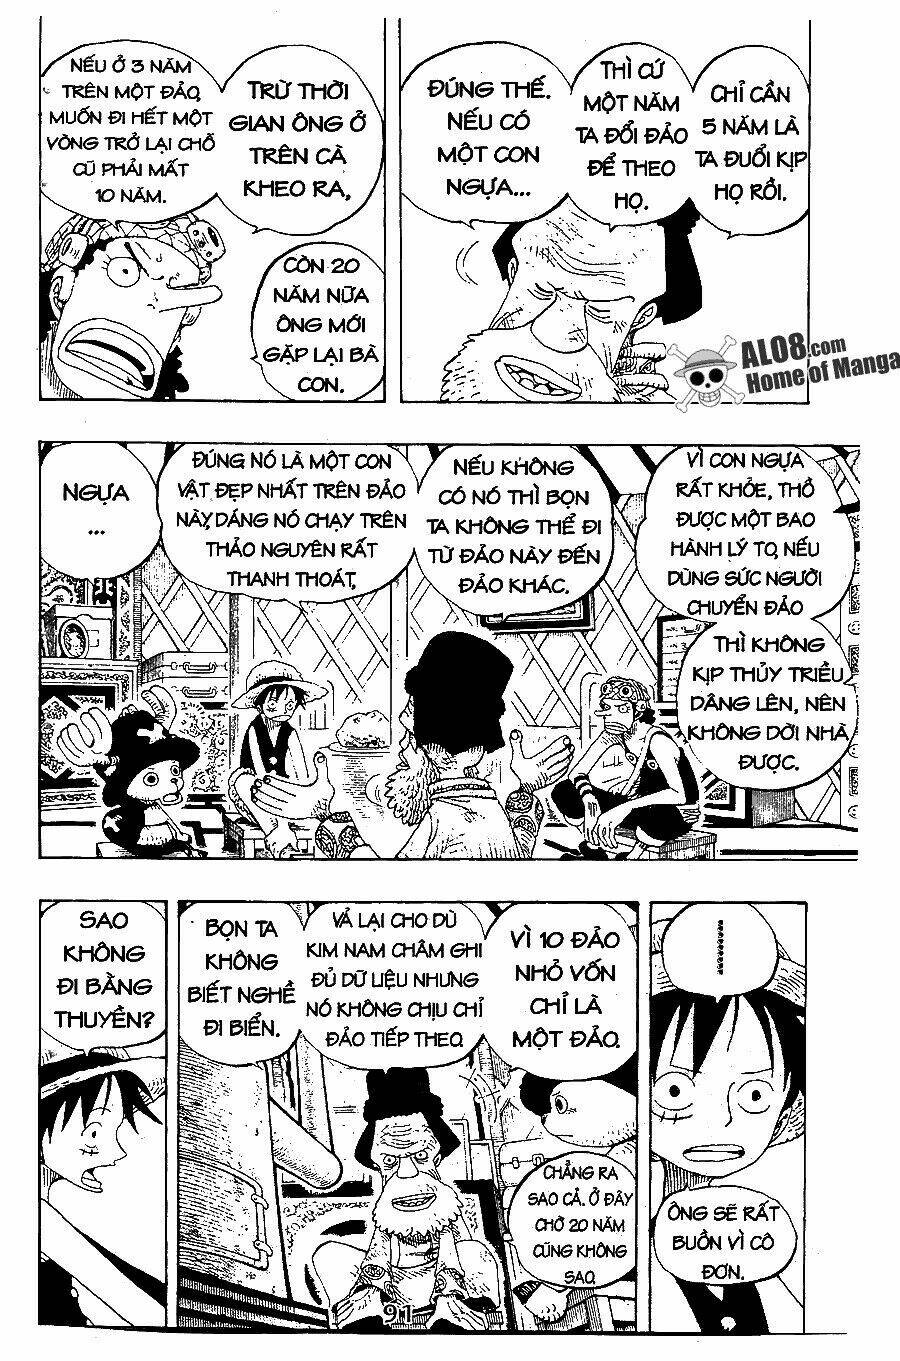 NẾU Ở 3 NĂM
TRÊN MỘT ĐẢO,
MUỐN ĐI HẾT MỘT
VÒNG TRỞ LẠI CHỖ
CŨ PHẢI MẤT
10 NĂM.
TRỪ THỜI
GIAN ÔNG Ở
TRÊN CÀ
KHEO RA,
CÒN 20
NĂM NỮA
ÔNG MỚI
GẶP LẠI BÀ
CON.
ĐÚNG THẾ.
NẾU CÓ
MỘT CON
NGỰA...
THÌ CỨ
MỘT NĂM
TA ĐỔI ĐẢO
ĐỂ THEO
HỌ.
CHỈ CẦN
5 NĂM LÀ
TA ĐUỔI KỊP
HỌ RỒI.
AL08.com
Home of Manga
NGỰA
...
ĐÚNG, NÓ LÀ MỘT CON
VẬT ĐẸP NHẤT TRÊN ĐẢO
NÀY, DÁNG NÓ CHẠY TRÊN
THẢO NGUYÊN RẤT
THANH THOÁT,
NẾU KHÔNG
CÓ NÓ THÌ BỌN
TA KHÔNG THỂ ĐI
TỪ ĐẢO NÀY ĐẾN
ĐẢO KHÁC.
VÌ CON NGỰA
RẤT KHỎE, THỒ
ĐƯỢC MỘT BAO
HÀNH LÝ TO, NẾU
DÙNG SỨC NGƯỜI
CHUYỂN ĐẢO
THÌ KHÔNG
KỊP THỦY TRIỀU
DÂNG LÊN, NÊN
KHÔNG DỜI NHÀ
ĐƯỢC.
SAO
KHÔNG
ĐI BẰNG
THUYỀN?
BỌN TA
KHÔNG
BIẾT NGHỀ
ĐI BIỂN.
VẢ LẠI CHO DÙ
KIM NAM CHÂM GHI
ĐỦ DỮ LIỆU NHƯNG
NÓ KHÔNG CHỊU CHỈ
ĐẢO TIẾP THEO.
VÌ 10 ĐẢO
NHỎ VỐN
CHỈ LÀ
MỘT ĐẢO.
CHẲNG RA
SAO CẢ. Ở ĐÂY
CHỜ 20 NĂM
CŨNG KHÔNG
SAO.
.........
ÔNG SẼ RẤT
BUỒN VÌ CÔ
ĐƠN.
91